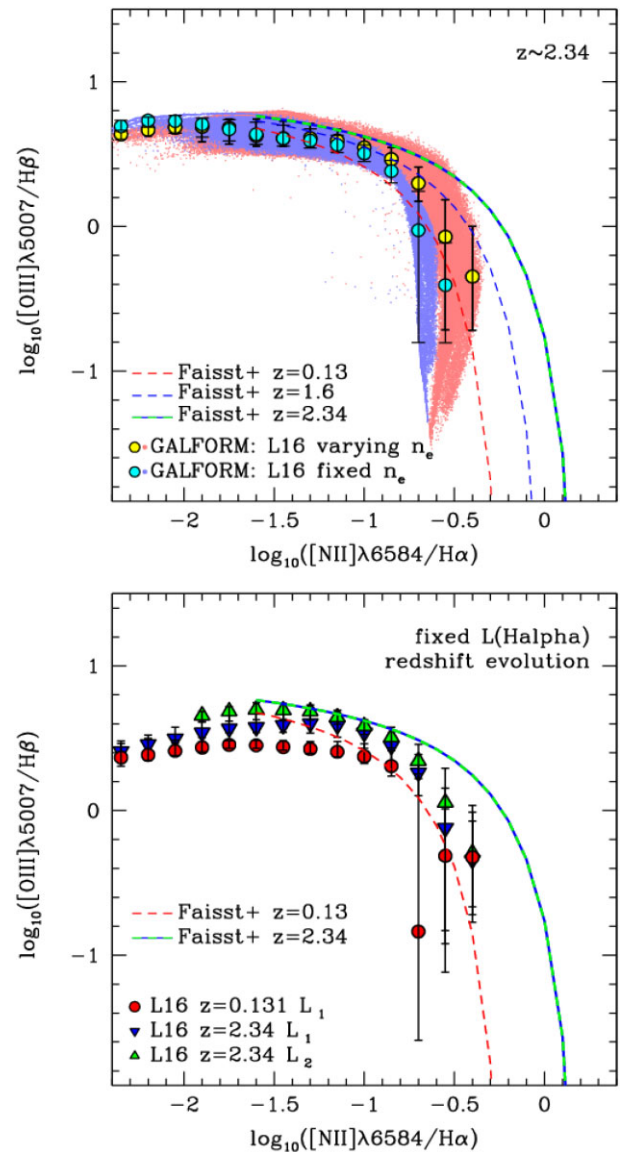 z~2.34
1
0
-1
log₁₀([OIII]λ5007/Hβ)
Faisst+ z=0.13
Faisst+ z=1.6
Faisst+ z=2.34
GALFORM: L16 varying nₑ
GALFORM: L16 fixed nₑ
-2 -1.5 -1 -0.5 0
log₁₀([NII]λ6584/Hα)
fixed L(Halpha)
redshift evolution
1
0
-1
log₁₀([OIII]λ5007/Hβ)
Faisst+ z=0.13
Faisst+ z=2.34
L16 z=0.131 L₁
L16 z=2.34 L₁
L16 z=2.34 L₂
-2 -1.5 -1 -0.5 0
log₁₀([NII]λ6584/Hα)